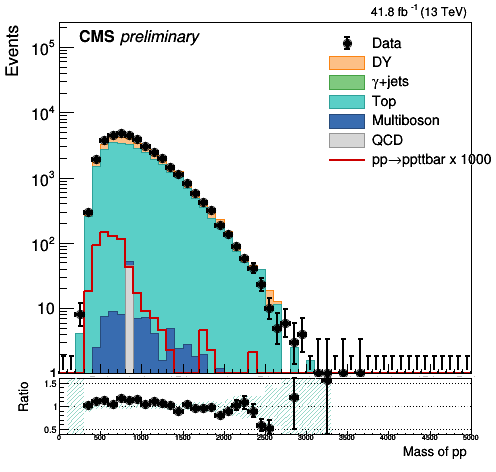 41.8 fb⁻¹ (13 TeV)
CMS preliminary
Events
Data
DY
γ+jets
Top
Multiboson
QCD
pp→ppttbar x 1000
10⁵
10⁴
10³
10²
10
1
Ratio
1.5
1
0.5
0 500 1000 1500 2000 2500 3000 3500 4000 4500 5000
Mass of pp